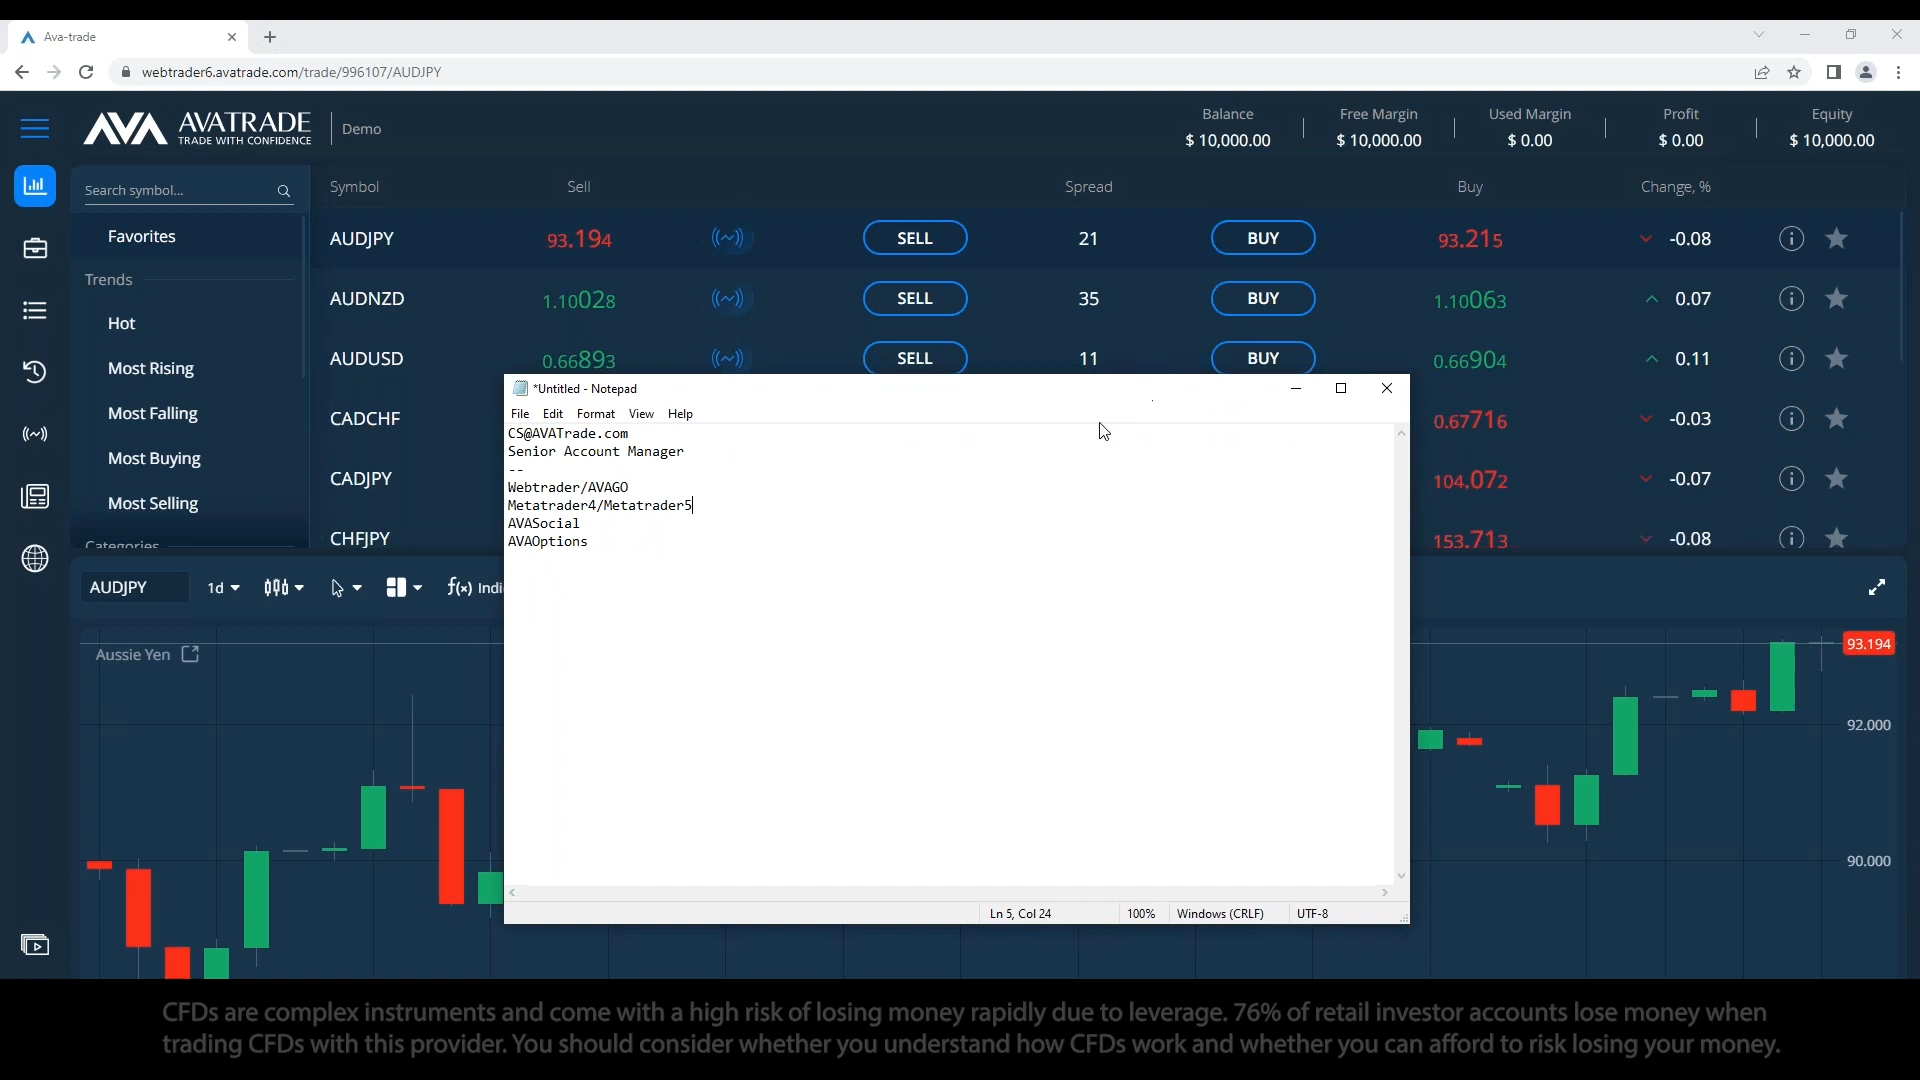 Ava-trade
webtrader6.avatrade.com/trade/996107/AUDJPY
AVA AVATRADE
TRADE WITH CONFIDENCE
Demo
Balance
$ 10,000.00
Free Margin
$ 10,000.00
Used Margin
$ 0.00
Profit
$ 0.00
Equity
$ 10,000.00
Search symbol...
Favorites
Trends
Hot
Most Rising
Most Falling
Most Buying
Most Selling
Categories
Symbol Sell Spread Buy Change, %
AUDJPY 93.194 SELL 21 BUY 93.215 -0.08
AUDNZD 1.10028 SELL 35 BUY 1.10063 0.07
AUDUSD 0.66893 SELL 11 BUY 0.66904 0.11
CADCHF 0.67716 -0.03
CADJPY 104.072 -0.07
CHFJPY 153.713 -0.08
*Untitled - Notepad
File Edit Format View Help
CS@AVATrade.com
Senior Account Manager
--
Webtrader/AVAGO
Metatrader4/Metatrader5
AVASocial
AVAOptions
Ln 5, Col 24 100% Windows (CRLF) UTF-8
AUDJPY 1d f(x) Indi
Aussie Yen
93.194
92.000
90.000
CFDs are complex instruments and come with a high risk of losing money rapidly due to leverage. 76% of retail investor accounts lose money when
trading CFDs with this provider. You should consider whether you understand how CFDs work and whether you can afford to risk losing your money.